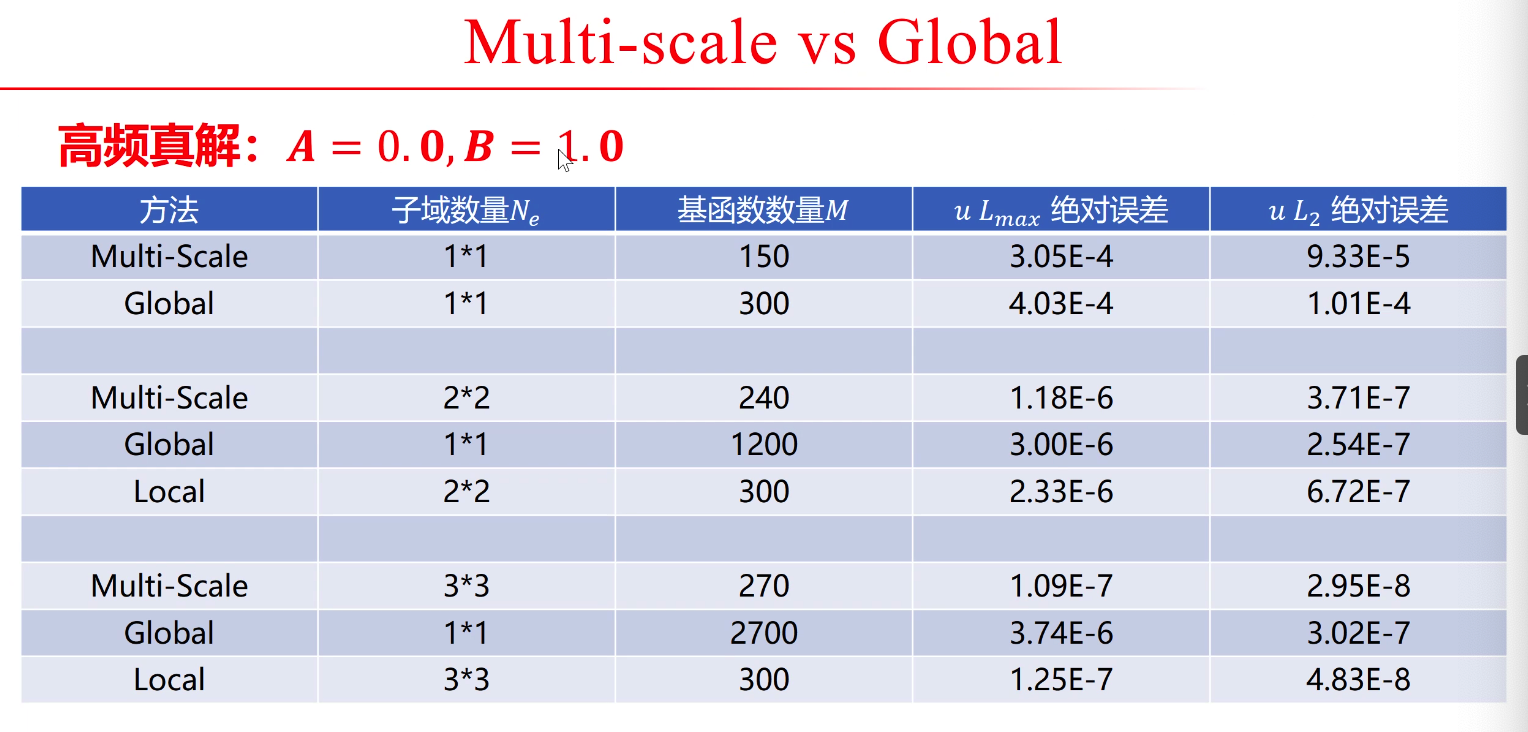 Multi-scale vs Global
高频真解：A = 0.0, B = 1.0
方法 子域数量Nₑ 基函数数量M u Lmax 绝对误差 u L₂ 绝对误差
Multi-Scale 1*1 150 3.05E-4 9.33E-5
Global 1*1 300 4.03E-4 1.01E-4
Multi-Scale 2*2 240 1.18E-6 3.71E-7
Global 1*1 1200 3.00E-6 2.54E-7
Local 2*2 300 2.33E-6 6.72E-7
Multi-Scale 3*3 270 1.09E-7 2.95E-8
Global 1*1 2700 3.74E-6 3.02E-7
Local 3*3 300 1.25E-7 4.83E-8